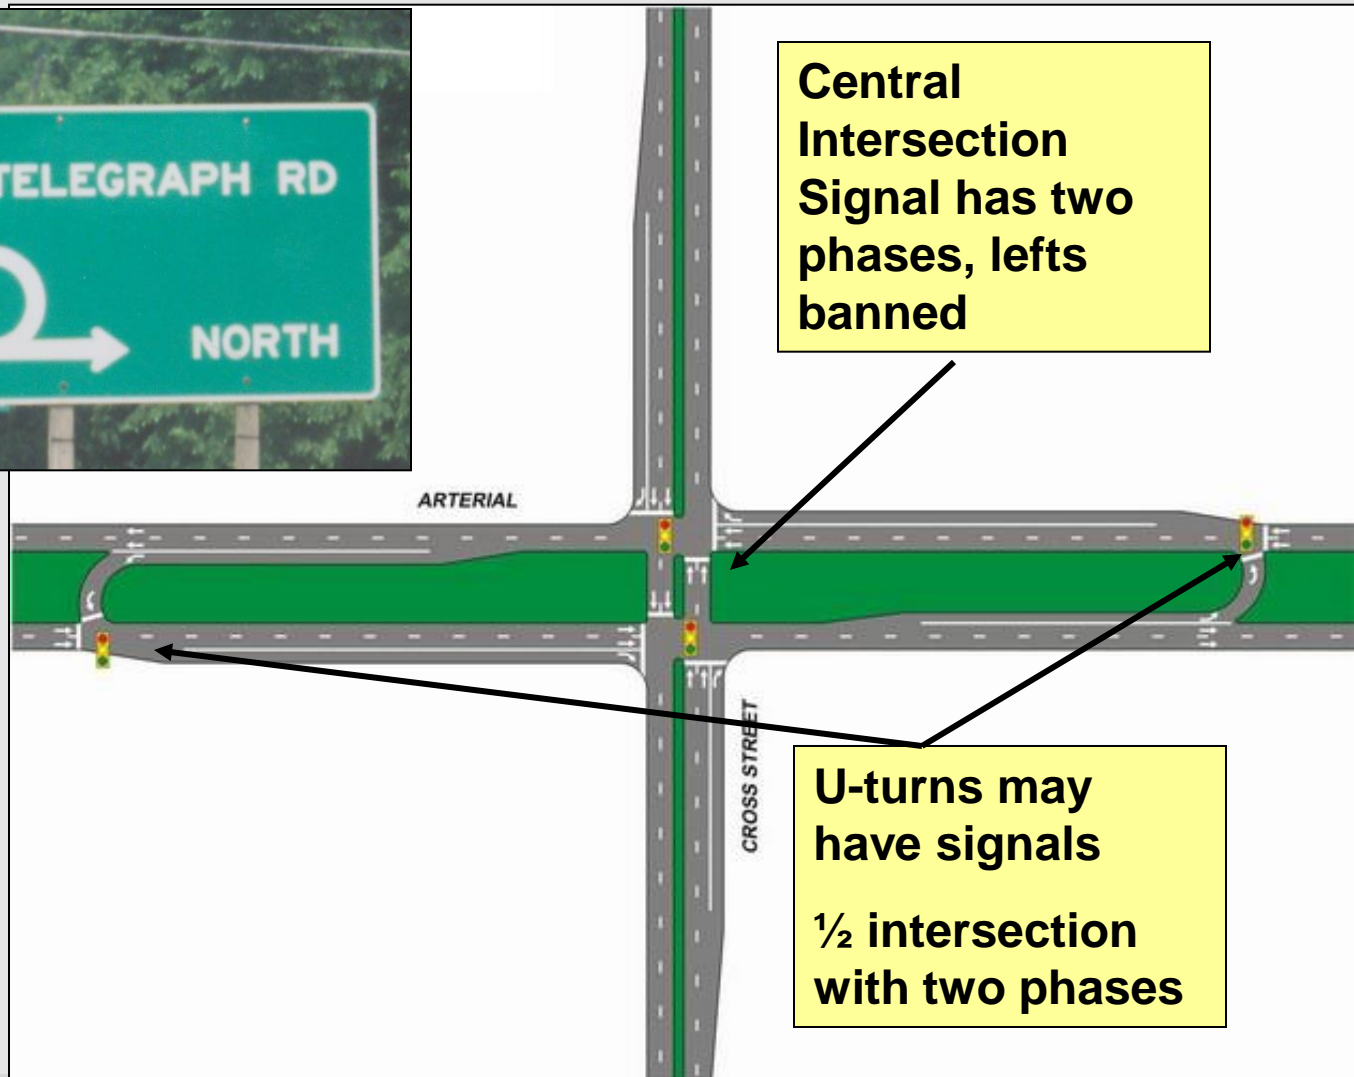 TELEGRAPH RD
NORTH
Central
Intersection
Signal has two
phases, lefts
banned
ARTERIAL
CROSS STREET
U-turns may
have signals
½ intersection
with two phases